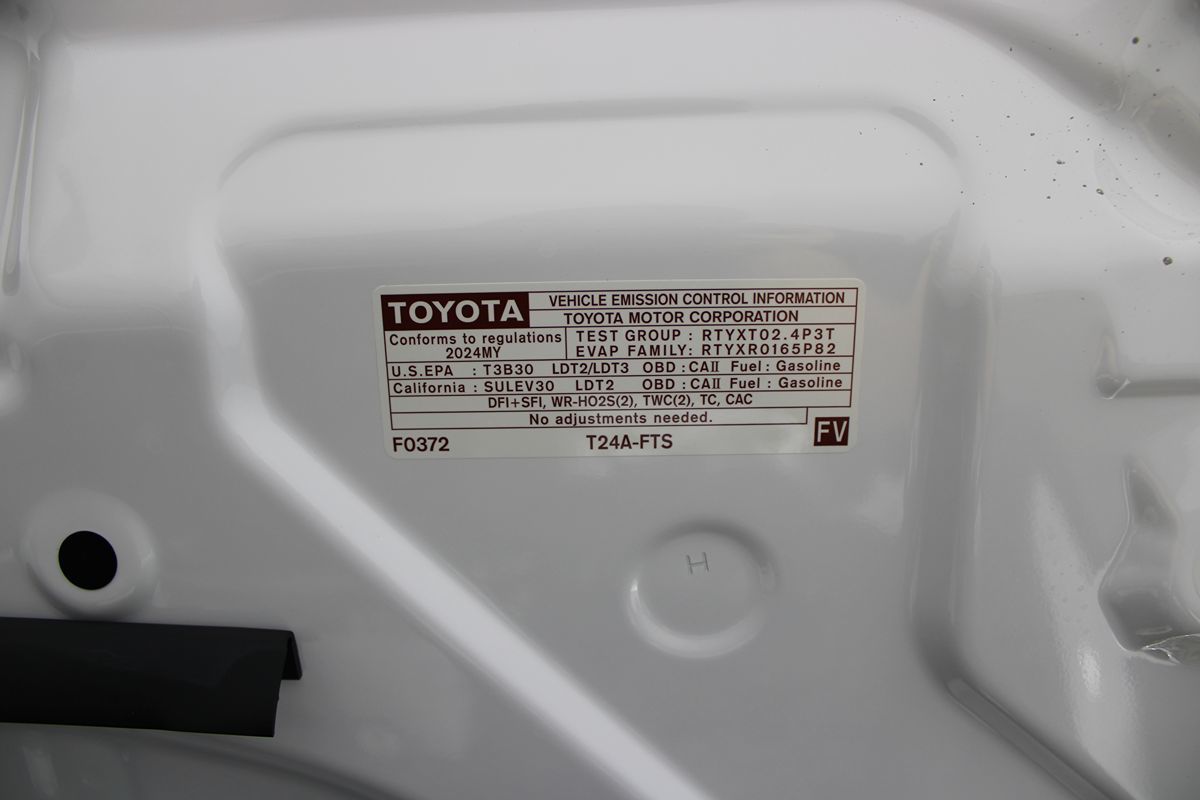 TOYOTA VEHICLE EMISSION CONTROL INFORMATION
TOYOTA MOTOR CORPORATION
Conforms to regulations TEST GROUP : RTYXT02.4P3T
2024MY EVAP FAMILY: RTYXR0165P82
U.S.EPA : T3B30 LDT2/LDT3 OBD : CAII Fuel : Gasoline
California : SULEV30 LDT2 OBD : CAII Fuel : Gasoline
DFI+SFI, WR-HO2S(2), TWC(2), TC, CAC
No adjustments needed.
F0372 T24A-FTS FV
H